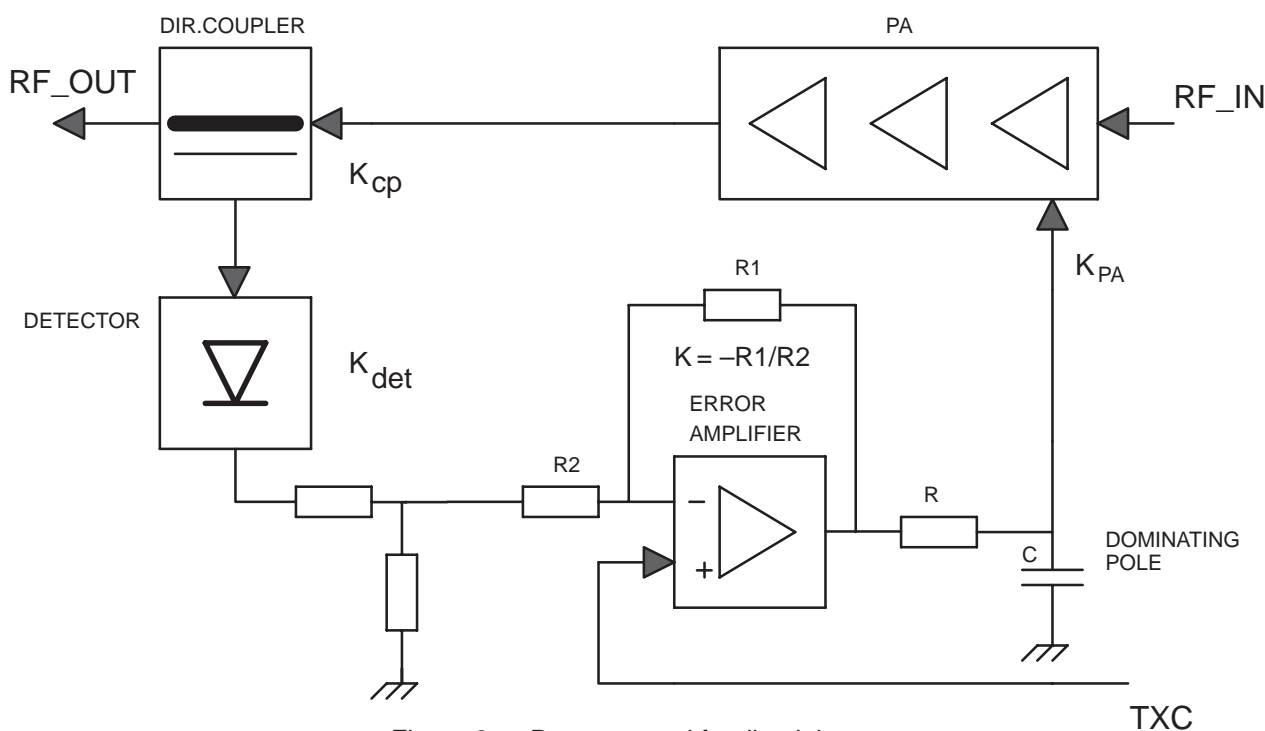 DIR.COUPLER
PA
RF_OUT
RF_IN
Kcp
KPA
R1
DETECTOR
Kdet
K = –R1/R2
ERROR
AMPLIFIER
R2
–
+
R
C
DOMINATING
POLE
TXC